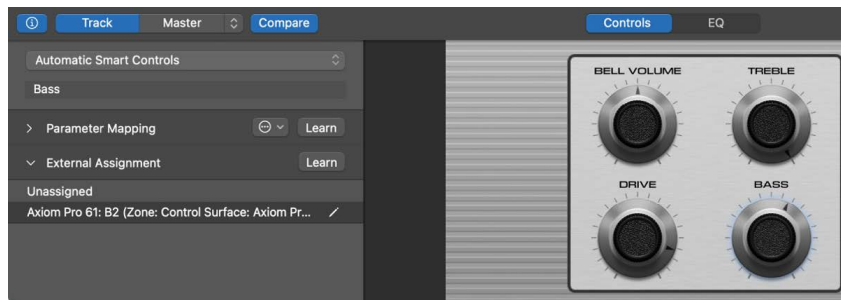 Track Master Compare Controls EQ
Automatic Smart Controls
Bass
Parameter Mapping Learn
External Assignment Learn
Unassigned
Axiom Pro 61: B2 (Zone: Control Surface: Axiom Pr...
BELL VOLUME TREBLE
DRIVE BASS